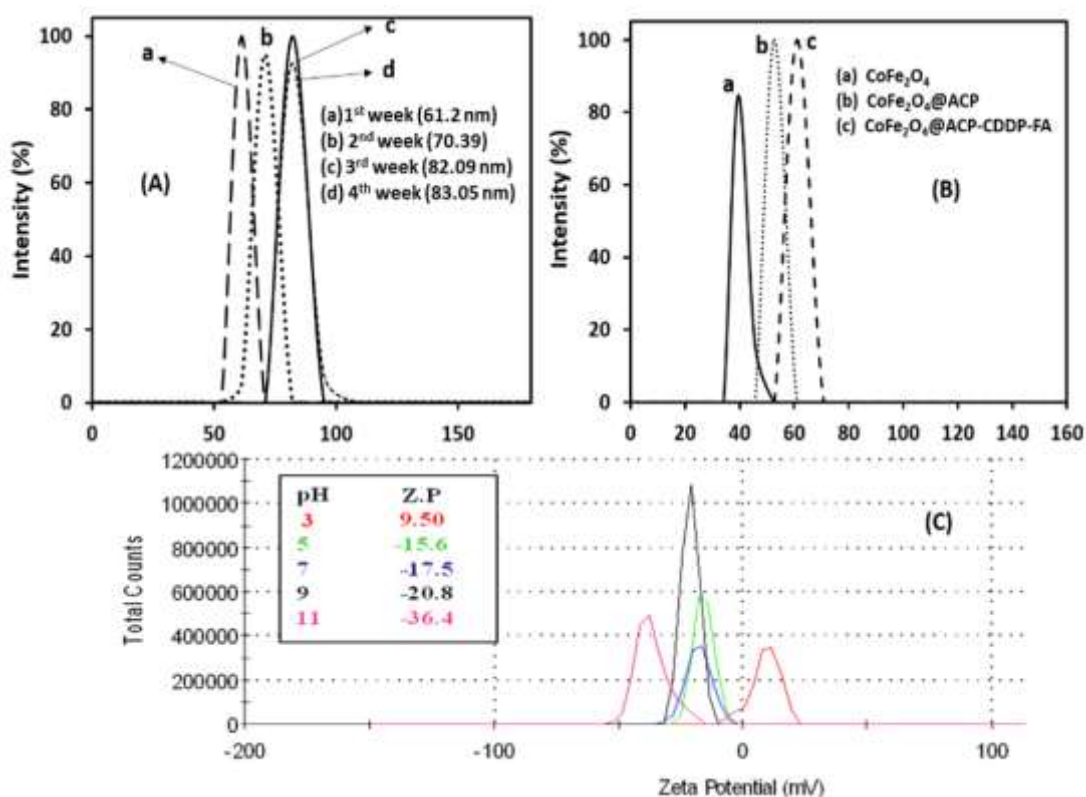 a
b
c
d
(a)1st week (61.2 nm)
(b) 2nd week (70.39)
(c) 3rd week (82.09 nm)
(d) 4th week (83.05 nm)
(A)
Intensity (%)
100
80
60
40
20
0
0 50 100 150
a
b
c
(a) CoFe2O4
(b) CoFe2O4@ACP
(c) CoFe2O4@ACP-CDDP-FA
(B)
Intensity (%)
100
80
60
40
20
0
0 20 40 60 80 100 120 140 160
pH Z.P
3 9.50
5 -15.6
7 -17.5
9 -20.8
11 -36.4
(C)
Total Counts
1200000
1000000
800000
600000
400000
200000
0
-200 -100 0 100
Zeta Potential (mV)